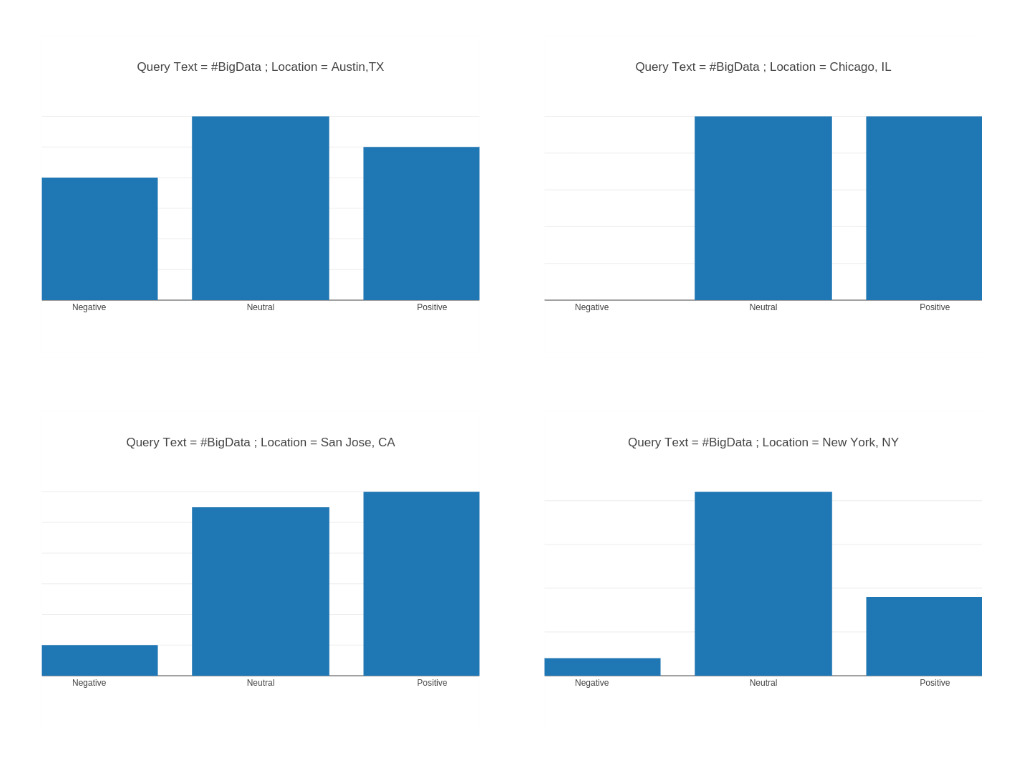 Query Text = #BigData ; Location = Austin,TX
Negative Neutral Positive
Query Text = #BigData ; Location = Chicago, IL
Negative Neutral Positive
Query Text = #BigData ; Location = San Jose, CA
Negative Neutral Positive
Query Text = #BigData ; Location = New York, NY
Negative Neutral Positive